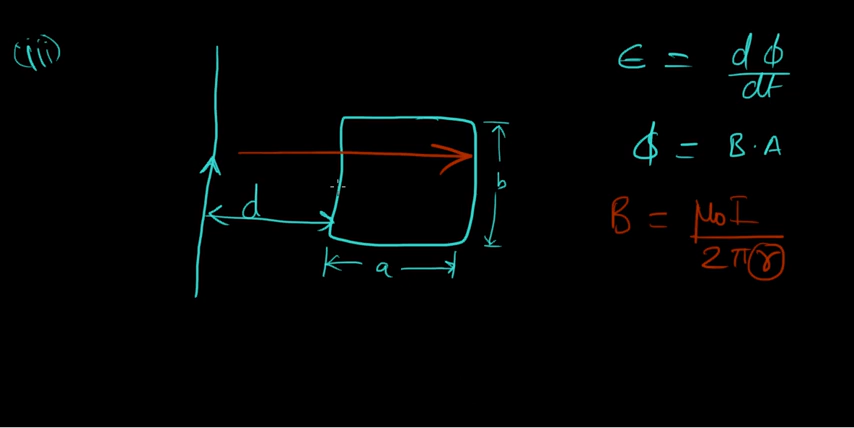 (iii)
ϵ = dϕ/dt
ϕ = B·A
B = μ₀I/2πr
d
b
a